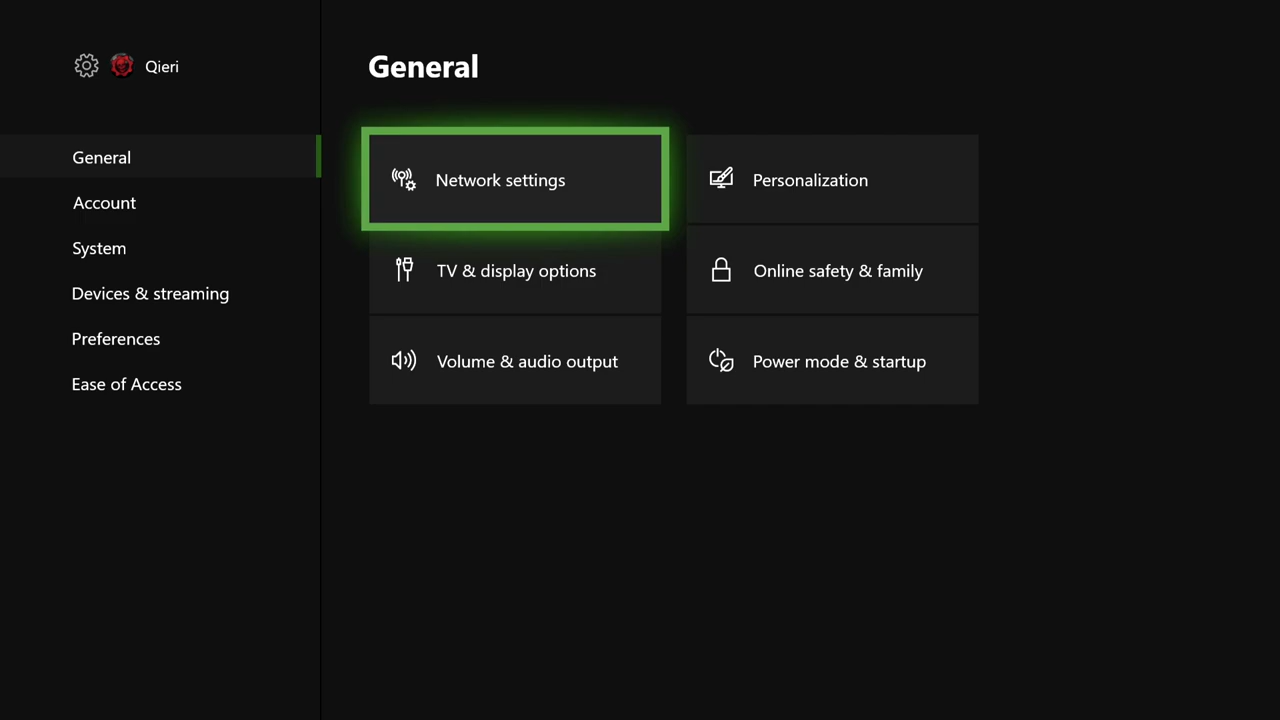 Qieri
General
Account
System
Devices & streaming
Preferences
Ease of Access
General
Network settings
Personalization
TV & display options
Online safety & family
Volume & audio output
Power mode & startup